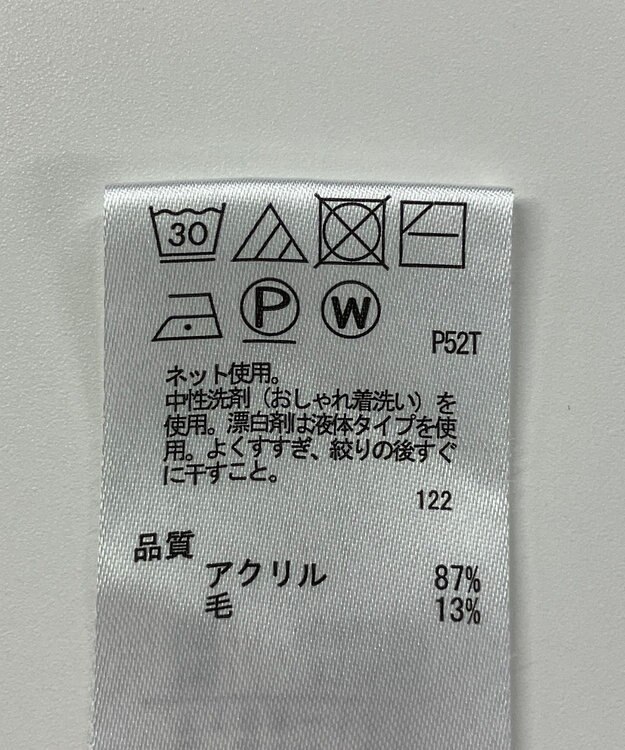 30
P W
P52T
ネット使用。
中性洗剤（おしゃれ着洗い）を
使用。漂白剤は液体タイプを使
用。よくすすぎ、絞りの後すぐ
に干すこと。
122
品質
アクリル 87%
毛 13%